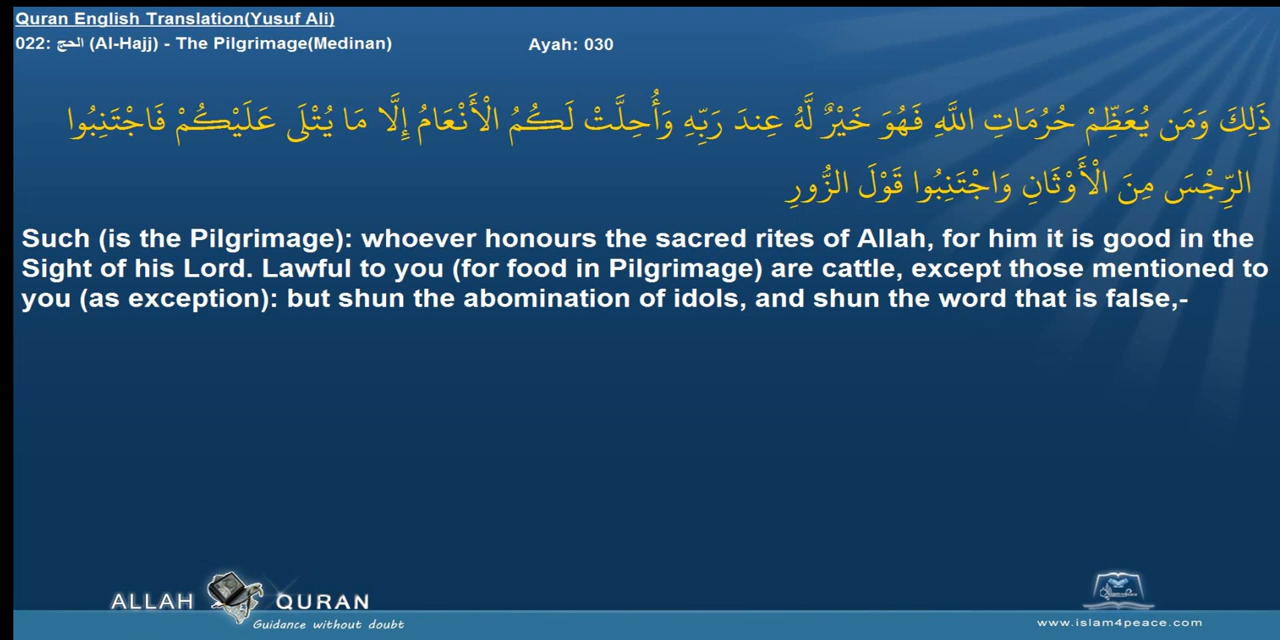 Quran English Translation(Yusuf Ali)
022: الحج (Al-Hajj) - The Pilgrimage(Medinan) Ayah: 030
ذَٰلِكَ وَمَن يُعَظِّمْ حُرُمَاتِ اللَّهِ فَهُوَ خَيْرٌ لَّهُ عِندَ رَبِّهِ وَأُحِلَّتْ لَكُمُ الْأَنْعَامُ إِلَّا مَا يُتْلَى عَلَيْكُمْ فَاجْتَنِبُوا
الرِّجْسَ مِنَ الْأَوْثَانِ وَاجْتَنِبُوا قَوْلَ الزُّورِ
Such (is the Pilgrimage): whoever honours the sacred rites of Allah, for him it is good in the
Sight of his Lord. Lawful to you (for food in Pilgrimage) are cattle, except those mentioned to
you (as exception): but shun the abomination of idols, and shun the word that is false,-
ALLAH QURAN
Guidance without doubt
www.islam4peace.com